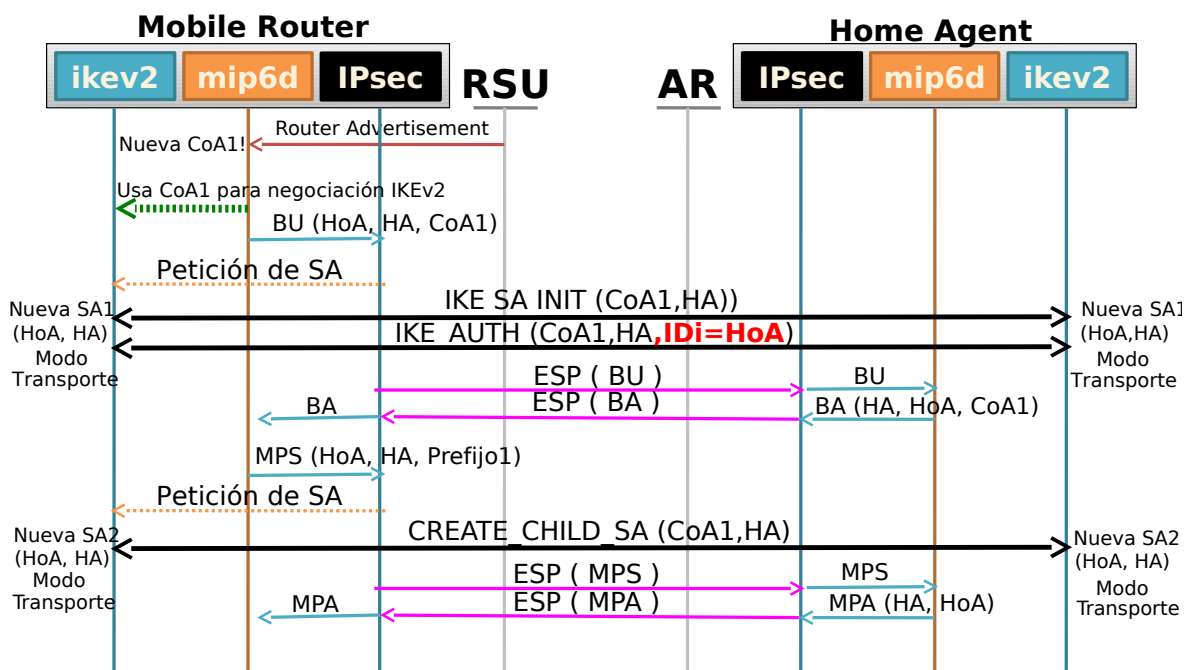 Mobile Router
Home Agent
ikev2 mip6d IPsec RSU AR IPsec mip6d ikev2
Router Advertisement
Nueva CoA1!
Usa CoA1 para negociación IKEv2
BU (HoA, HA, CoA1)
Petición de SA
IKE SA INIT (CoA1,HA))
Nueva SA1
(HoA, HA)
Modo
Transporte
Nueva SA1
(HoA,HA)
Modo
Transporte
IKE AUTH (CoA1,HA,IDi=HoA)
ESP ( BU )
BU
BA
ESP ( BA )
BA (HA, HoA, CoA1)
MPS (HoA, HA, Prefijo1)
Petición de SA
CREATE_CHILD_SA (CoA1,HA)
Nueva SA2
(HoA, HA)
Modo
Transporte
Nueva SA2
(HoA, HA)
Modo
Transporte
ESP ( MPS )
MPS
MPA
ESP ( MPA )
MPA (HA, HoA)